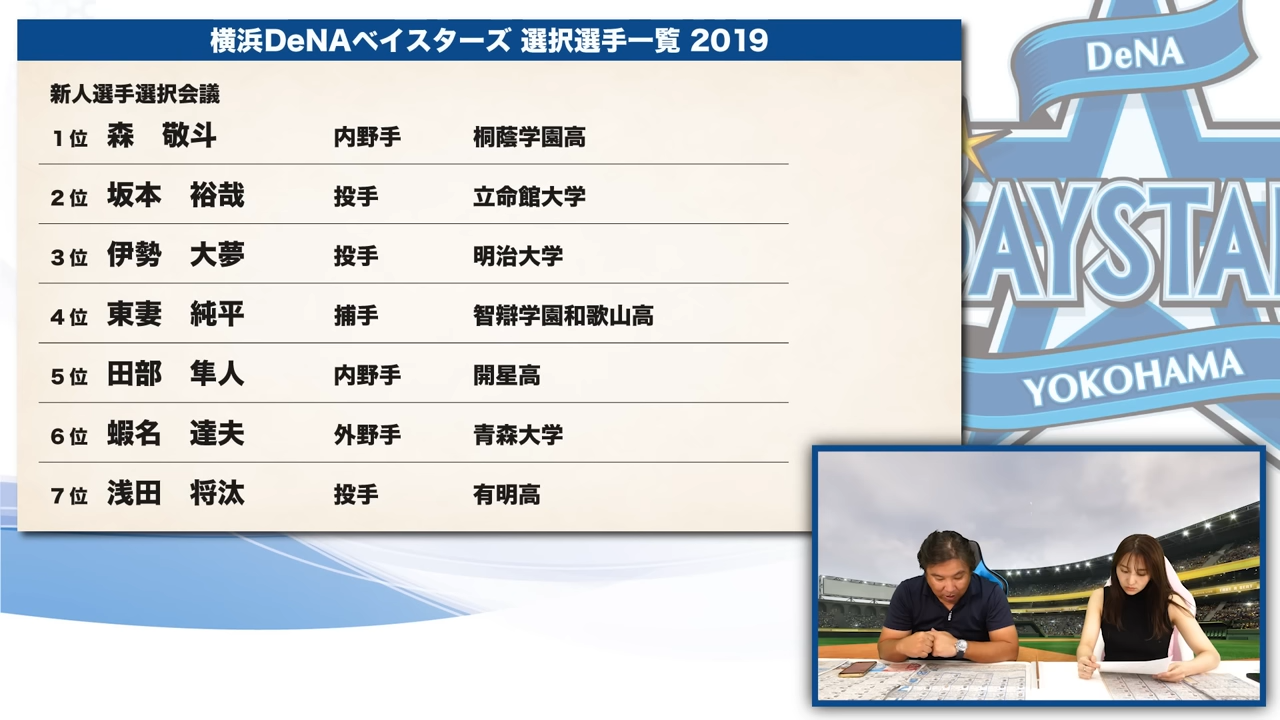 横浜DeNAベイスターズ 選択選手一覧 2019
新人選手選択会議
1位 森 敬斗 内野手 桐蔭学園高
2位 坂本 裕哉 投手 立命館大学
3位 伊勢 大夢 投手 明治大学
4位 東妻 純平 捕手 智辯学園和歌山高
5位 田部 隼人 内野手 開星高
6位 蝦名 達夫 外野手 青森大学
7位 浅田 将汰 投手 有明高
DeNA
BAYSTA
YOKOHAMA